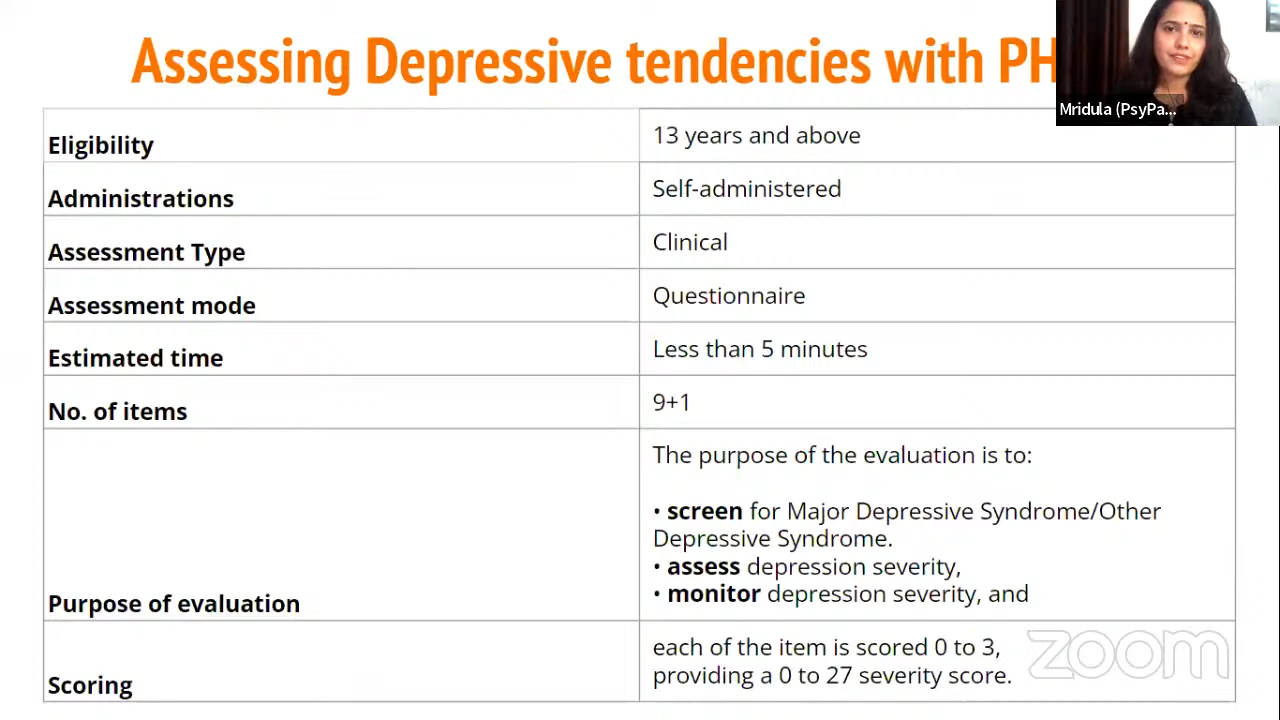 Assessing Depressive tendencies with PH
Mridula (PsyPa...
Eligibility
13 years and above
Administrations
Self-administered
Assessment Type
Clinical
Assessment mode
Questionnaire
Estimated time
Less than 5 minutes
No. of items
9+1
Purpose of evaluation
The purpose of the evaluation is to:
• screen for Major Depressive Syndrome/Other
Depressive Syndrome.
• assess depression severity,
• monitor depression severity, and
Scoring
each of the item is scored 0 to 3,
providing a 0 to 27 severity score.
zoom